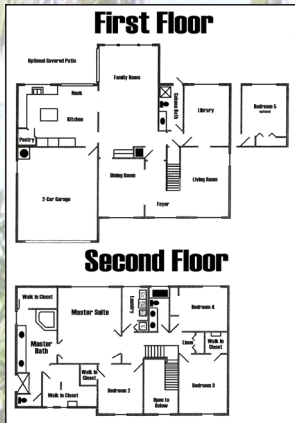 First Floor
Optional Covered Patio
Family Room
Nook
Kitchen
Pantry
Cabana Bath
Library
Bedroom 5
optional
Dining Room
Living Room
2-Car Garage
Foyer
Second Floor
Walk In Closet
Master Suite
Laundry
Bedroom 4
Master
Bath
Linen
Walk In
Closet
Walk In
Closet
Walk In Closet
Bedroom 2
Open to
Below
Bedroom 3